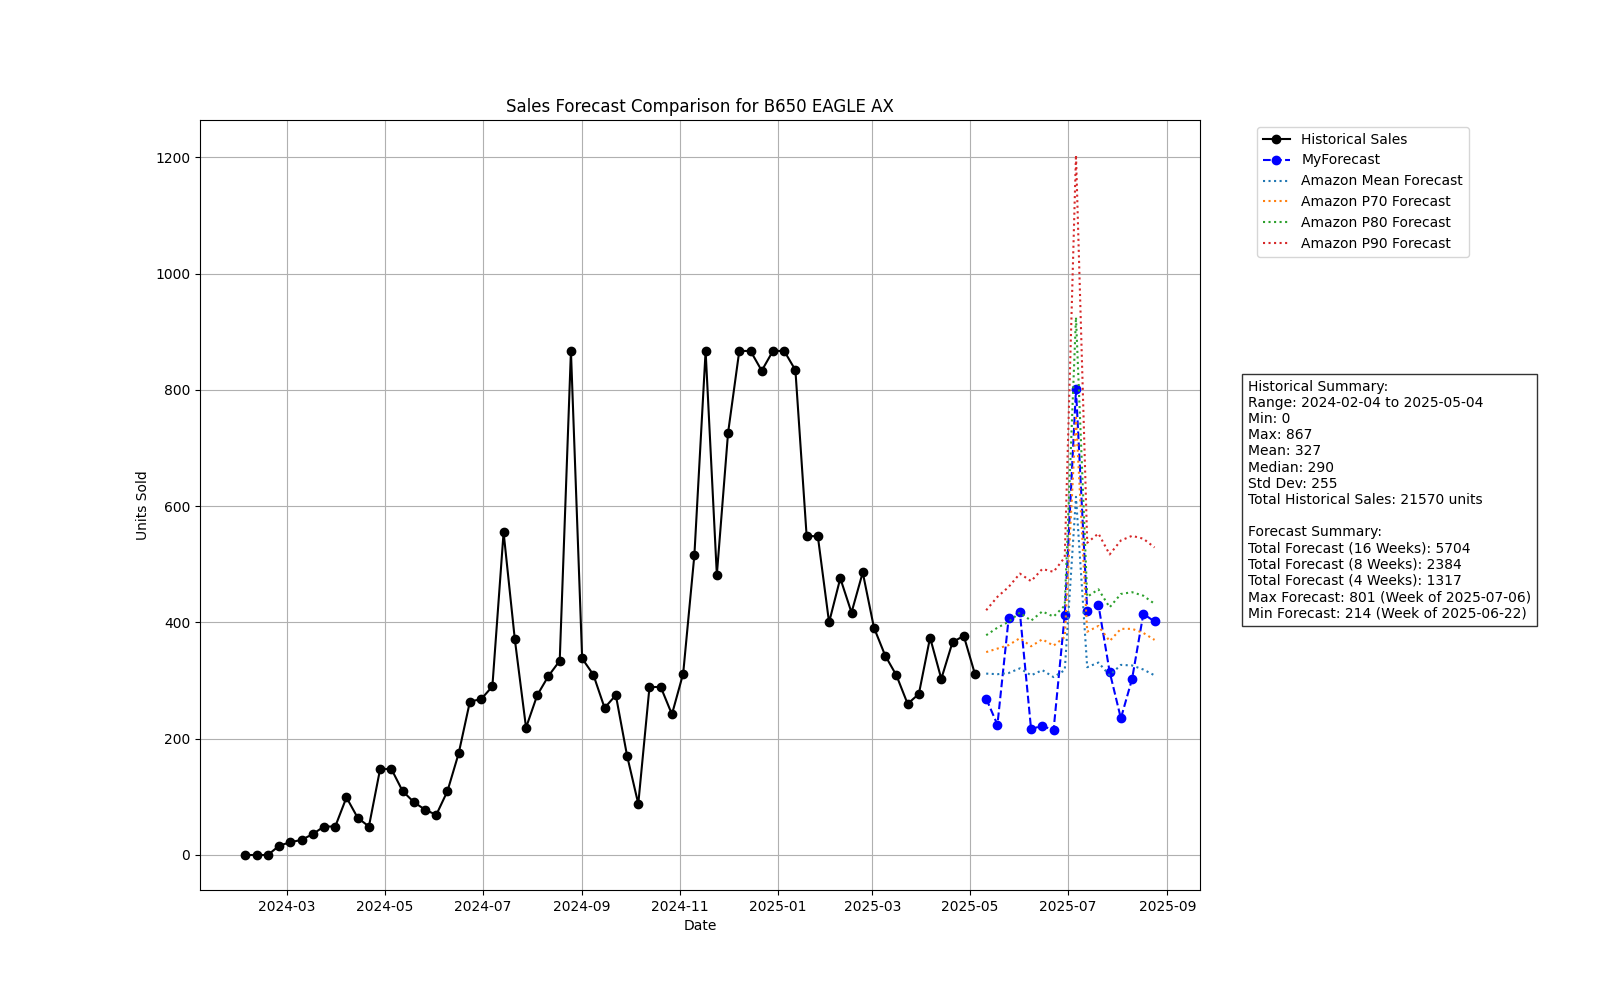 Sales Forecast Comparison for B650 EAGLE AX
Units Sold
1200
1000
800
600
400
200
0
2024-03
2024-05
2024-07
2024-09
2024-11
2025-01
2025-03
2025-05
2025-07
2025-09
Date
Historical Sales
MyForecast
Amazon Mean Forecast
Amazon P70 Forecast
Amazon P80 Forecast
Amazon P90 Forecast
Historical Summary:
Range: 2024-02-04 to 2025-05-04
Min: 0
Max: 867
Mean: 327
Median: 290
Std Dev: 255
Total Historical Sales: 21570 units
Forecast Summary:
Total Forecast (16 Weeks): 5704
Total Forecast (8 Weeks): 2384
Total Forecast (4 Weeks): 1317
Max Forecast: 801 (Week of 2025-07-06)
Min Forecast: 214 (Week of 2025-06-22)